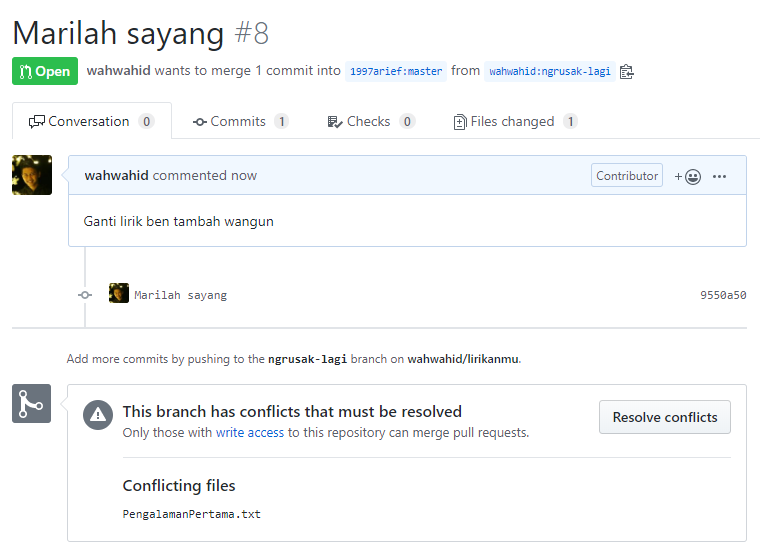 Marilah sayang #8
Open wahwahid wants to merge 1 commit into 1997arief:master from wahwahid:ngrusak-lagi
Conversation 0 Commits 1 Checks 0 Files changed 1
wahwahid commented now Contributor + ...
Ganti lirik ben tambah wangun
Marilah sayang 9550a50
Add more commits by pushing to the ngrusak-lagi branch on wahwahid/lirikanmu.
This branch has conflicts that must be resolved
Resolve conflicts
Only those with write access to this repository can merge pull requests.
Conflicting files
PengalamanPertama.txt